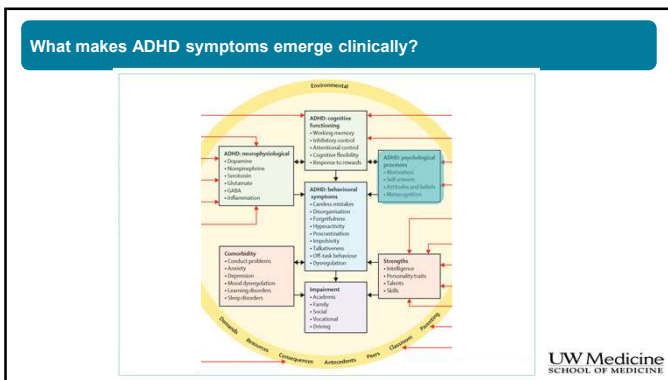 What makes ADHD symptoms emerge clinically?
Environmental
ADHD: cognitive
functioning
• Working memory
• Inhibitory control
• Attentional control
• Cognitive flexibility
• Response to rewards
ADHD: neurophysiological
• Dopamine
• Norepinephrine
• Serotonin
• Glutamate
• GABA
• Inflammation
ADHD: psychological
processes
• Motivation
• Self-esteem
• Attitudes and beliefs
• Metacognition
ADHD: behavioural
symptoms
• Careless mistakes
• Disorganisation
• Forgetfulness
• Hyperactivity
• Procrastination
• Impulsivity
• Talkativeness
• Off-task behaviour
• Dysregulation
Comorbidity
• Conduct problems
• Anxiety
• Depression
• Mood dysregulation
• Learning disorders
• Sleep disorders
Strengths
• Intelligence
• Personality traits
• Talents
• Skills
Impairment
• Academic
• Family
• Social
• Vocational
• Driving
Demands Resources Consequences Antecedents Peers Classroom Parenting
UW Medicine
SCHOOL OF MEDICINE